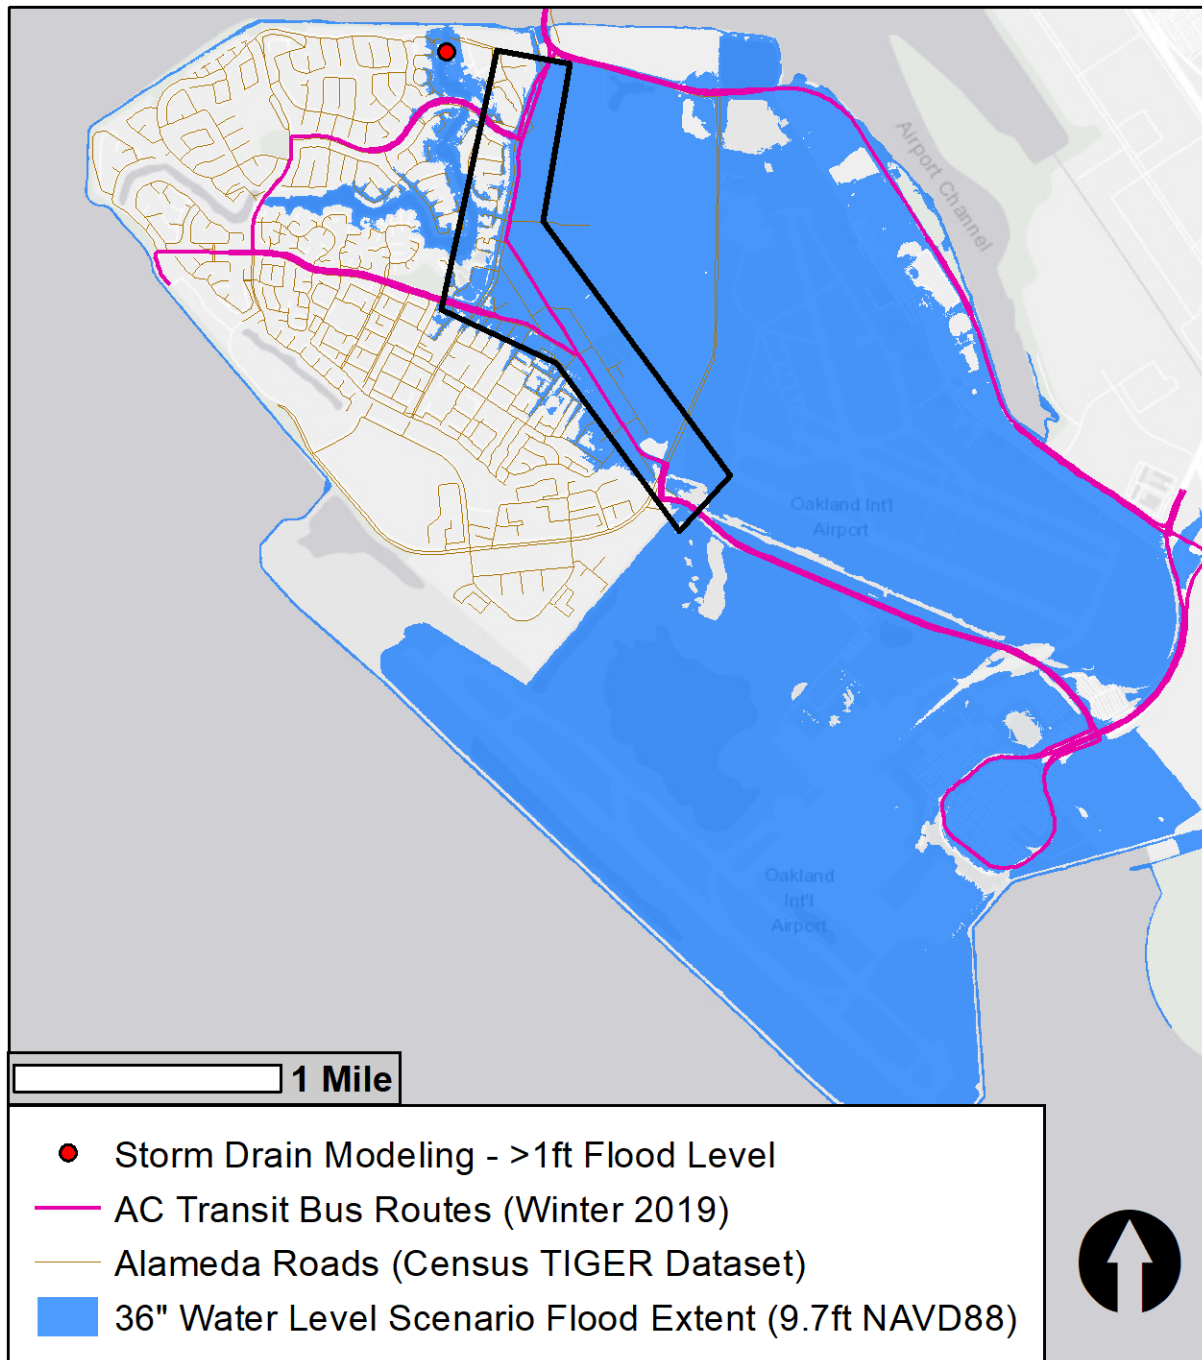 Airport Channel
Oakland Int'l
Airport
Oakland
Int'l
Airport
1 Mile
Storm Drain Modeling - >1ft Flood Level
AC Transit Bus Routes (Winter 2019)
Alameda Roads (Census TIGER Dataset)
36" Water Level Scenario Flood Extent (9.7ft NAVD88)